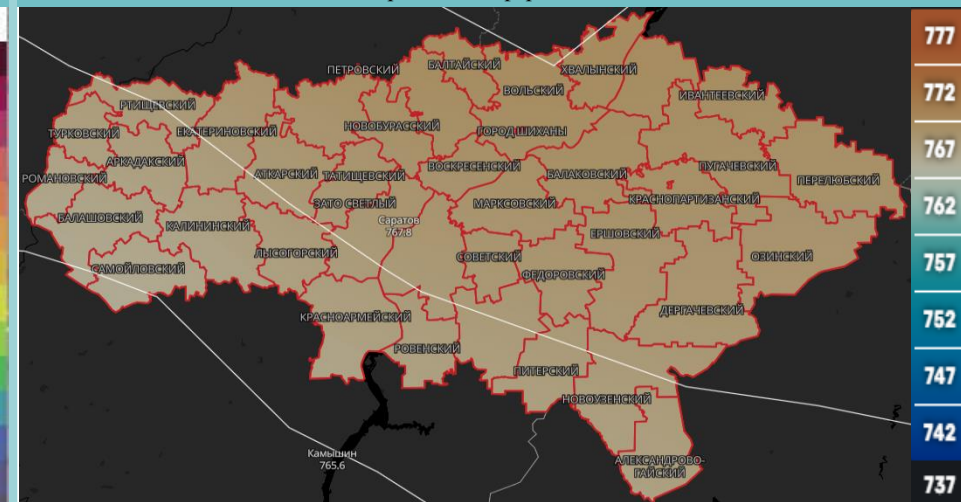 777
ПЕТРОВСКИЙ
БАЛТАЙСКИЙ
ХВАЛЫНСКИЙ
772
ВОЛЬСКИЙ
ИВАНТЕЕВСКИЙ
РТИЩЕВСКИЙ
ТУРКОВСКИЙ
ЕКАТЕРИНОВСКИЙ
НОВОБУРАССКИЙ
ГОРОД ШИХАНЫ
767
АРКАДАКСКИЙ
ВОСКРЕСЕНСКИЙ
ПУГАЧЕВСКИЙ
РОМАНОВСКИЙ
АТКАРСКИЙ
ТАТИЩЕВСКИЙ
БАЛАКОВСКИЙ
ПЕРЕЛЮБСКИЙ
ЗАТО СВЕТЛЫЙ
МАРКСОВСКИЙ
КРАСНОПАРТИЗАНСКИЙ
762
БАЛАШОВСКИЙ
КАЛИНИНСКИЙ
Саратов
767.8
ЕРШОВСКИЙ
ЛЫСОГОРСКИЙ
СОВЕТСКИЙ
ОЗИНСКИЙ
757
САМОЙЛОВСКИЙ
ФЕДОРОВСКИЙ
КРАСНОАРМЕЙСКИЙ
ДЕРГАЧЕВСКИЙ
752
РОВЕНСКИЙ
ПИТЕРСКИЙ
747
НОВОУЗЕНСКИЙ
742
Камышин
765.6
АЛЕКСАНДРОВО-
ГАЙСКИЙ
737